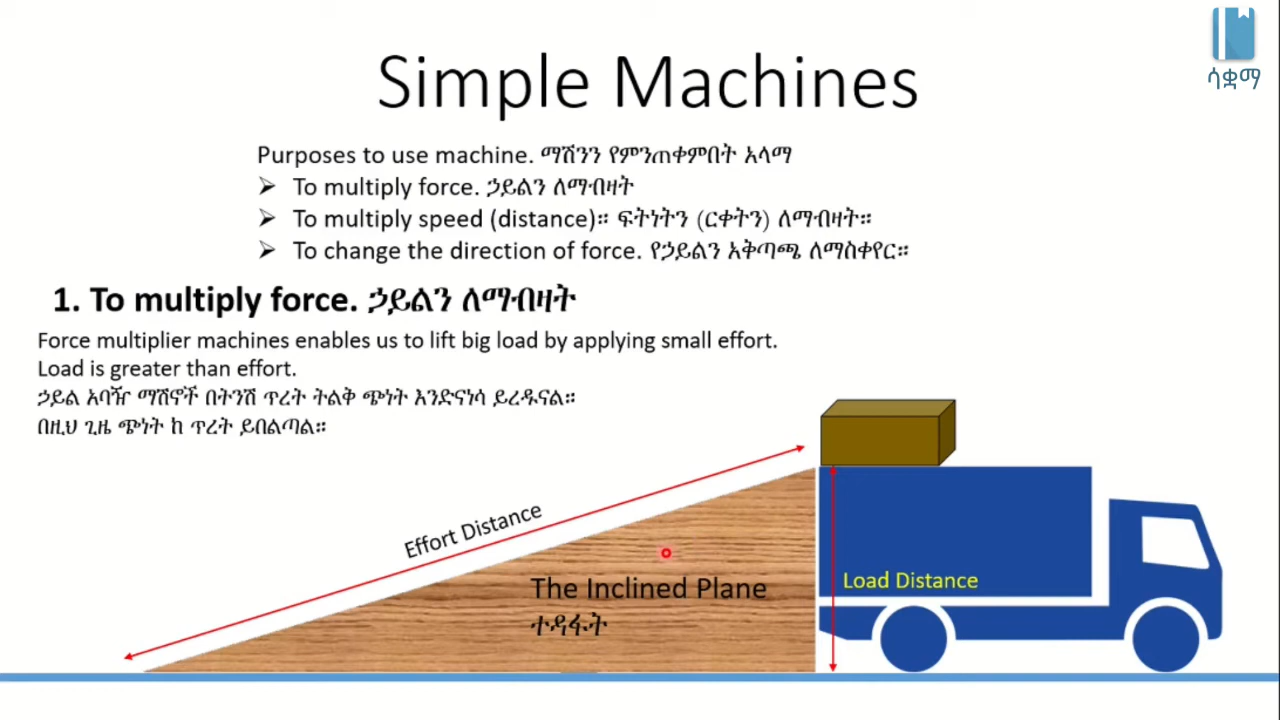 ሳቋማ
Simple Machines
Purposes to use machine. ማሽንን የምንጠቀምበት አላማ
➢ To multiply force. ኃይልን ለማብዛት
➢ To multiply speed (distance)። ፍትነትን (ርቀትን) ለማብዛት።
➢ To change the direction of force. የኃይልን አቅጣጫ ለማስቀየር።
1. To multiply force. ኃይልን ለማብዛት
Force multiplier machines enables us to lift big load by applying small effort.
Load is greater than effort.
ኃይል አባዥ ማሽኖች በትንሽ ጥረት ትልቅ ጭነት እንድናነሳ ይረዱናል።
በዚህ ጊዜ ጭነት ከ ጥረት ይበልጣል።
Effort Distance
The Inclined Plane
ተዳፋት
Load Distance